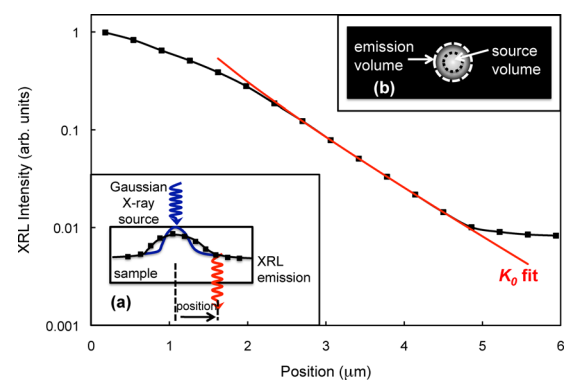 XRL Intensity (arb. units)
1
0.1
0.01
0.001
0
1
2
3
4
5
6
Position (μm)
K0 fit
emission
volume
source
volume
(b)
Gaussian
X-ray
source
XRL
emission
sample
(a)
position